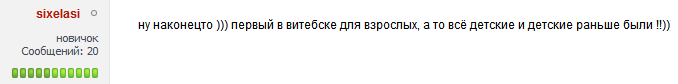 sixelasi
новичок
Сообщений: 20
ну наконецто ))) первый в витебске для взрослых, а то всё детские и детские раньше были !!))